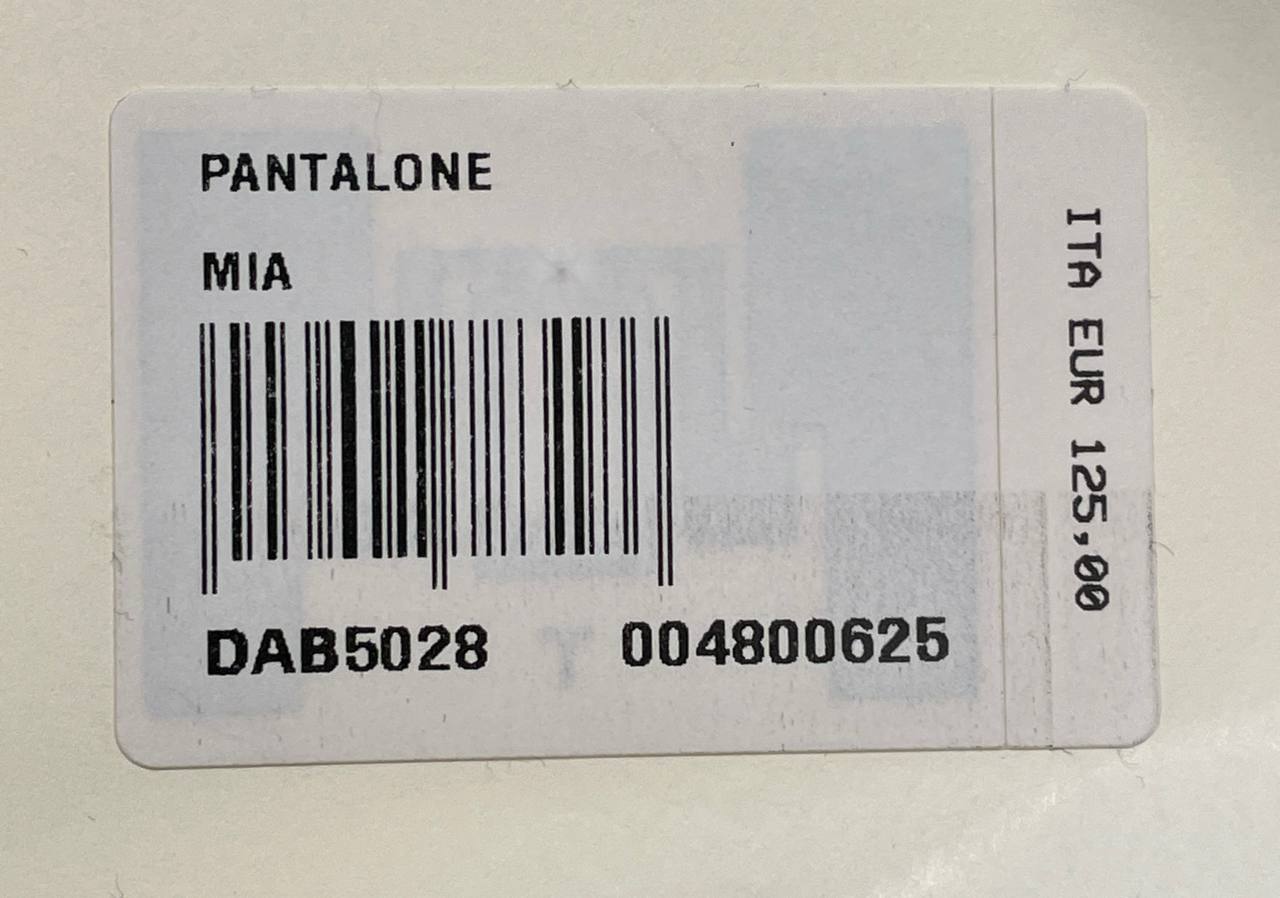 PANTALONE
MIA
DAB5028 004800625
ITA EUR 125,00